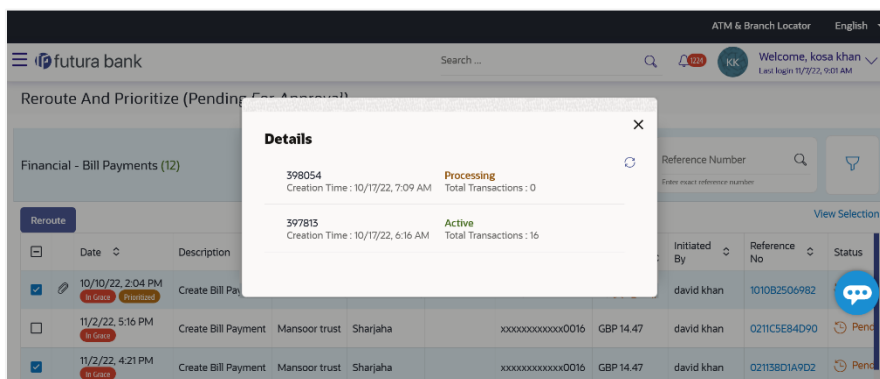 ATM & Branch Locator English
futura bank Search ... 1224 KK Welcome, kosa khan
Last login 11/7/22, 9:01 AM
Reroute And Prioritize (Pending For Approval)
Details
Financial - Bill Payments (12)
398054 Processing
Creation Time : 10/17/22, 7:09 AM Total Transactions : 0
Reference Number
Enter exact reference number
397813 Active
Creation Time : 10/17/22, 6:16 AM Total Transactions : 16
Reroute View Selection
Date Description Initiated By Reference No Status
10/10/22, 2:04 PM Create Bill Pay david khan 1010B2506982
In Grace Prioritized
11/2/22, 5:16 PM Create Bill Payment Mansoor trust Sharjaha xxxxxxxxxxxx0016 GBP 14.47 david khan 0211C5E84D90 Pend
In Grace
11/2/22, 4:21 PM Create Bill Payment Mansoor trust Sharjaha xxxxxxxxxxxx0016 GBP 14.47 david khan 02113BD1A9D2 Pend
In Grace